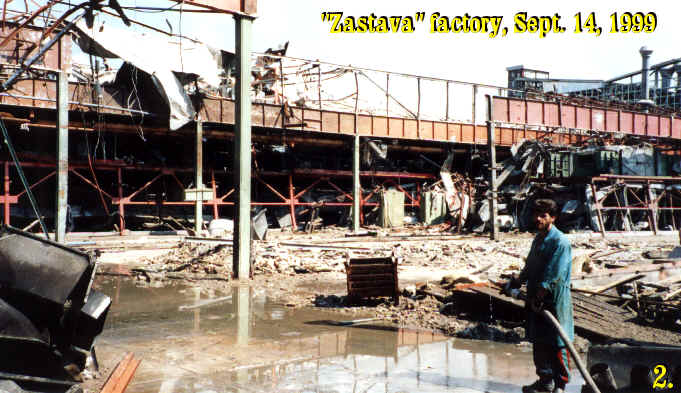 "Zastava" factory, Sept. 14, 1999
2.